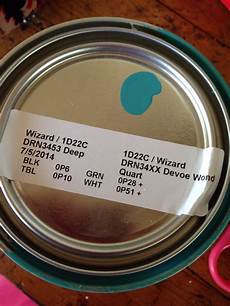 Wizard / 1D22C 1D22C / Wizard
DRN3453 Deep DRN34XX Devoe Wond
7/5/2014 Quart
BLK 0P6 GRN 0P28 +
TBL 0P10 WHT 0P51 +